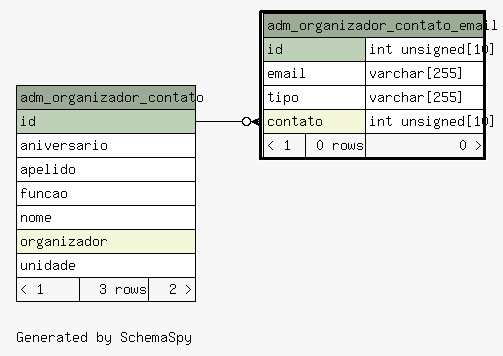 adm_organizador_contato_email
id int unsigned[10]
email varchar[255]
tipo varchar[255]
contato int unsigned[10]
< 1 0 rows 0 >
adm_organizador_contato
id
aniversario
apelido
funcao
nome
organizador
unidade
< 1 3 rows 2 >
Generated by SchemaSpy